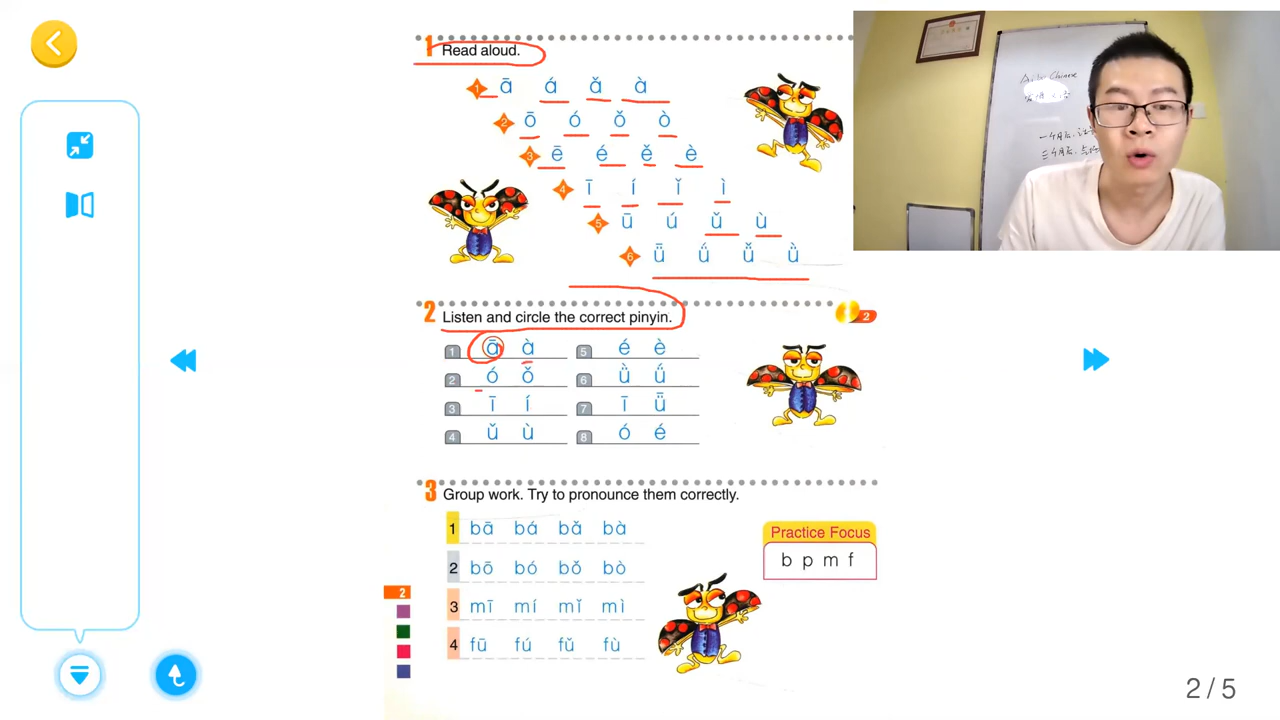 1 Read aloud.
1 ā á ǎ à
2 ō ó ǒ ò
3 ē é ě è
4 ī í ǐ ì
5 ū ú ǔ ù
6 ǖ ǘ ǚ ǜ
2 Listen and circle the correct pinyin.
2
1 ā à 5 é è
2 ó ǒ 6 ǜ ǘ
3 ī í 7 ī ǖ
4 ǔ ù 8 ó é
3 Group work. Try to pronounce them correctly.
1 bā bá bǎ bà
2 bō bó bǒ bò
3 mī mí mǐ mì
4 fū fú fǔ fù
Practice Focus
b p m f
2
2 / 5
Chinese